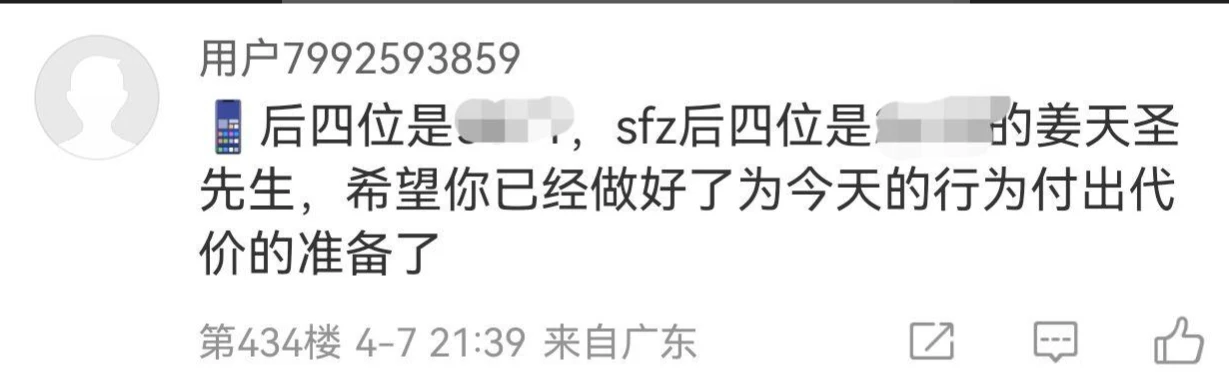 用户7992593859
📱后四位是，sfz后四位是的姜天圣
先生，希望你已经做好了为今天的行为付出代
价的准备了
第434楼 4-7 21:39 来自广东